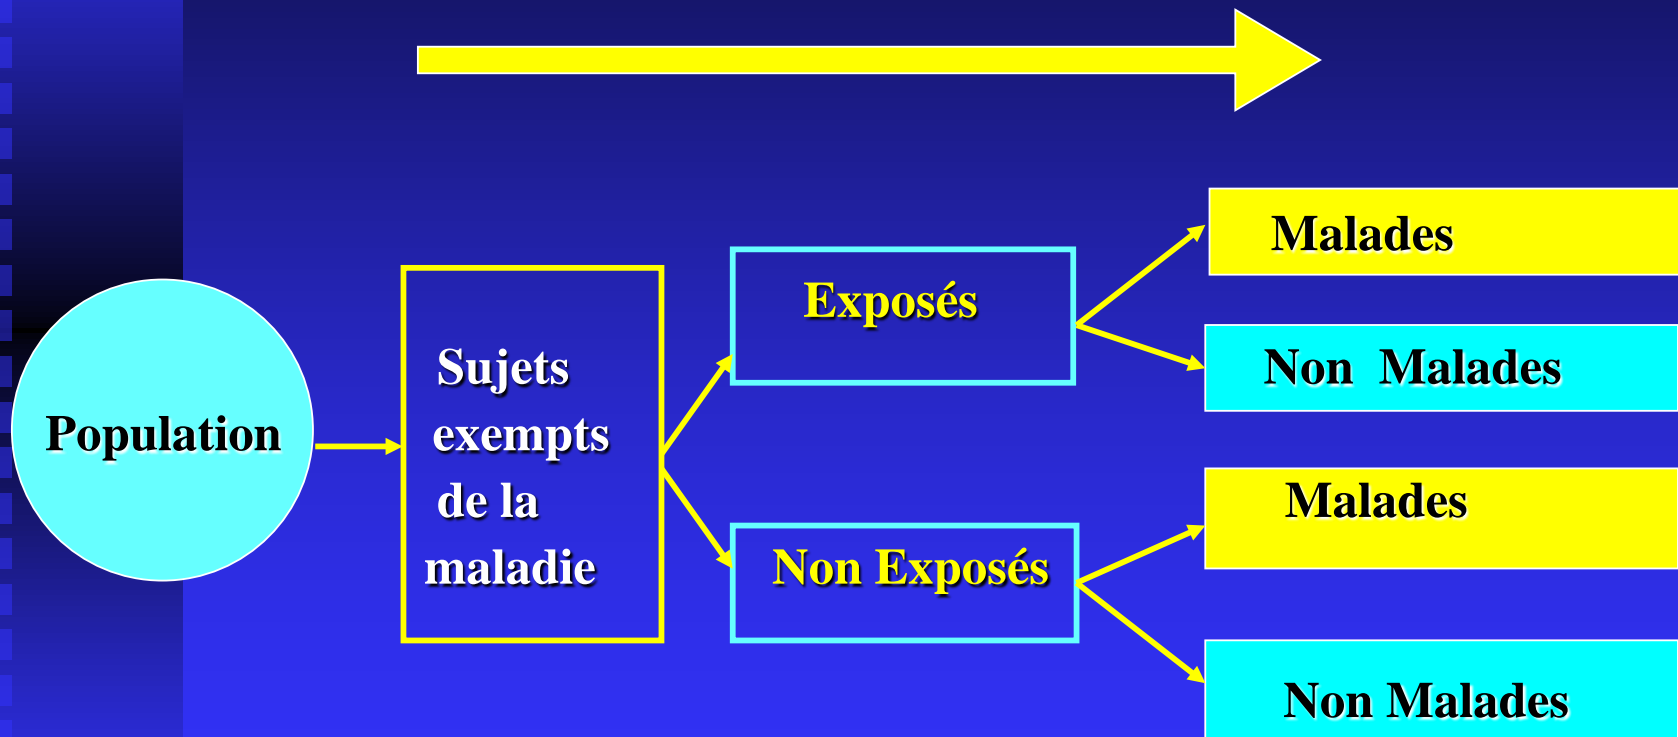 Population
Sujets
exempts
de la
maladie
Exposés
Non Exposés
Malades
Non Malades
Malades
Non Malades